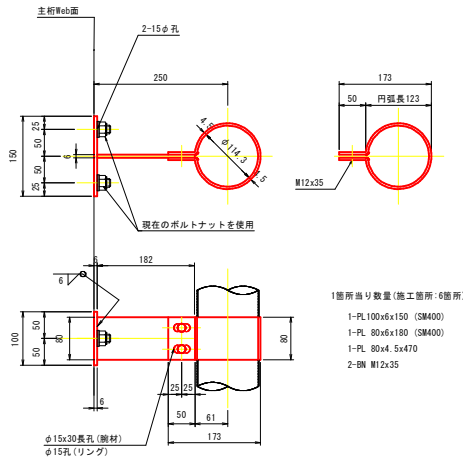 主桁Web面
2-15φ孔
250
173
50
円弧長123
4.5
φ114.3
4.5
150
25
50
50
25
6
M12x35
現在のボルトナットを使用
6
182
6
1箇所当り数量(施工箇所:6箇所)
1-PL100x6x150 (SM400)
1-PL 80x6x180 (SM400)
1-PL 80x4.5x470
2-BN M12x35
100
50
50
80
80
6
25
25
50
61
173
φ15x30長孔(腕材)
φ15孔(リング)